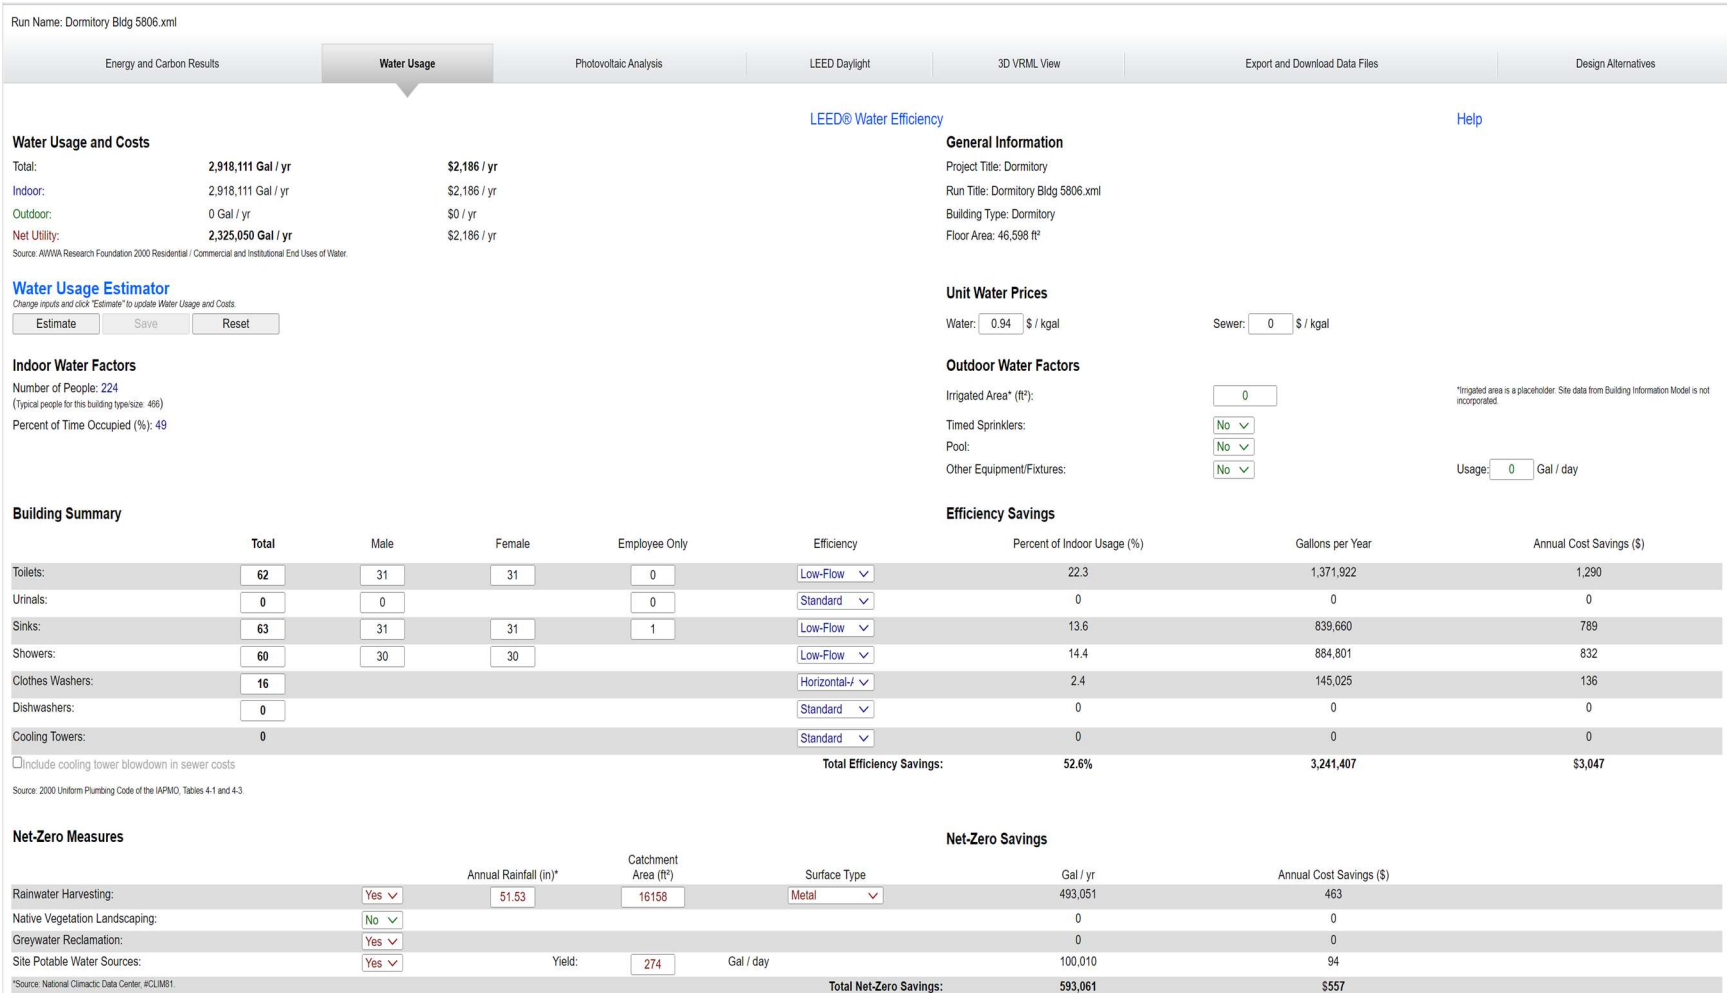 Run Name: Dormitory Bldg 5806.xml
Energy and Carbon Results Water Usage Photovoltaic Analysis LEED Daylight 3D VRML View Export and Download Data Files Design Alternatives
LEED® Water Efficiency Help
Water Usage and Costs General Information
Total: 2,918,111 Gal / yr $2,186 / yr Project Title: Dormitory
Indoor: 2,918,111 Gal / yr $2,186 / yr Run Title: Dormitory Bldg 5806.xml
Outdoor: 0 Gal / yr $0 / yr Building Type: Dormitory
Net Utility: 2,325,050 Gal / yr $2,186 / yr Floor Area: 46,598 ft²
Source: AWWA Research Foundation 2000 Residential / Commercial and Institutional End Uses of Water.
Water Usage Estimator Unit Water Prices
Change inputs and click "Estimate" to update Water Usage and Costs.
Estimate Save Reset Water: 0.94 $ / kgal Sewer: 0 $ / kgal
Indoor Water Factors Outdoor Water Factors
Number of People: 224 Irrigated Area* (ft²): 0 *Irrigated area is a placeholder. Site data from Building Information Model is not
incorporated.
(Typical people for this building type/size: 466)
Percent of Time Occupied (%): 49 Timed Sprinklers: No
Pool: No
Other Equipment/Fixtures: No Usage: 0 Gal / day
Building Summary Efficiency Savings
Total Male Female Employee Only Efficiency Percent of Indoor Usage (%) Gallons per Year Annual Cost Savings ($)
Toilets: 62 31 31 0 Low-Flow 22.3 1,371,922 1,290
Urinals: 0 0 0 Standard 0 0 0
Sinks: 63 31 31 1 Low-Flow 13.6 839,660 789
Showers: 60 30 30 Low-Flow 14.4 884,801 832
Clothes Washers: 16 Horizontal-A 2.4 145,025 136
Dishwashers: 0 Standard 0 0 0
Cooling Towers: 0 Standard 0 0 0
Include cooling tower blowdown in sewer costs Total Efficiency Savings: 52.6% 3,241,407 $3,047
Source: 2000 Uniform Plumbing Code of the IAPMO, Tables 4-1 and 4-3.
Net-Zero Measures Net-Zero Savings
Annual Rainfall (in)* Catchment Area (ft²) Surface Type Gal / yr Annual Cost Savings ($)
Rainwater Harvesting: Yes 51.53 16158 Metal 493,051 463
Native Vegetation Landscaping: No 0 0
Greywater Reclamation: Yes 0 0
Site Potable Water Sources: Yes Yield: 274 Gal / day 100,010 94
*Source: National Climactic Data Center, #CLIM81. Total Net-Zero Savings: 593,061 $557